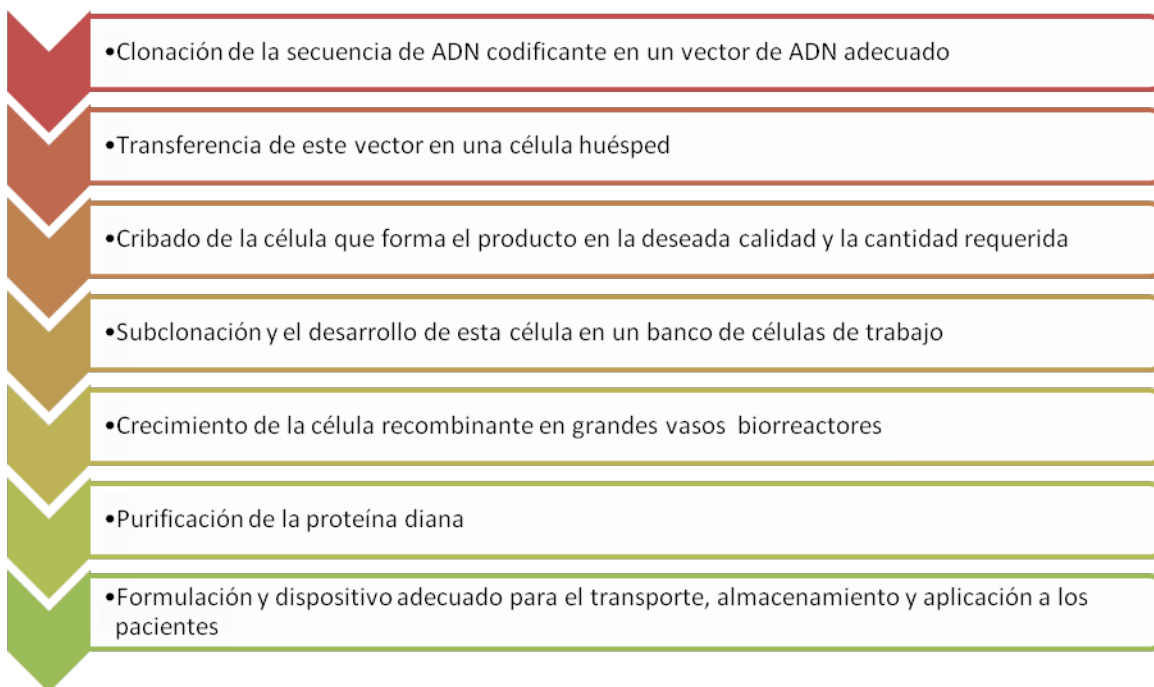 •Clonación de la secuencia de ADN codificante en un vector de ADN adecuado
•Transferencia de este vector en una célula huésped
•Cribado de la célula que forma el producto en la deseada calidad y la cantidad requerida
•Subclonación y el desarrollo de esta célula en un banco de células de trabajo
•Crecimiento de la célula recombinante en grandes vasos  biorreactores
•Purificación de la proteína diana
•Formulación y dispositivo adecuado para el transporte, almacenamiento y aplicación a los
pacientes